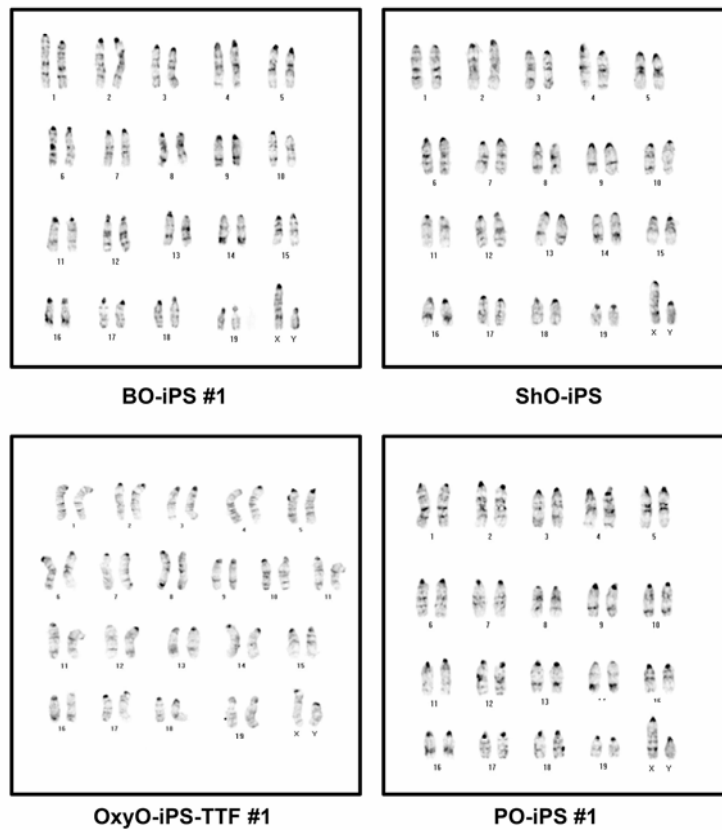 1 2 3 4 5
6 7 8 9 10
11 12 13 14 15
16 17 18 19 X Y
BO-iPS #1
1 2 3 4 5
6 7 8 9 10
11 12 13 14 15
16 17 18 19 X Y
ShO-iPS
1 2 3 4 5
6 7 8 9 10 11
11 12 13 14 15
16 17 18 19 X Y
OxyO-iPS-TTF #1
1 2 3 4 5
6 7 8 9 10
11 12 13
16 17 18 19 X Y
PO-iPS #1